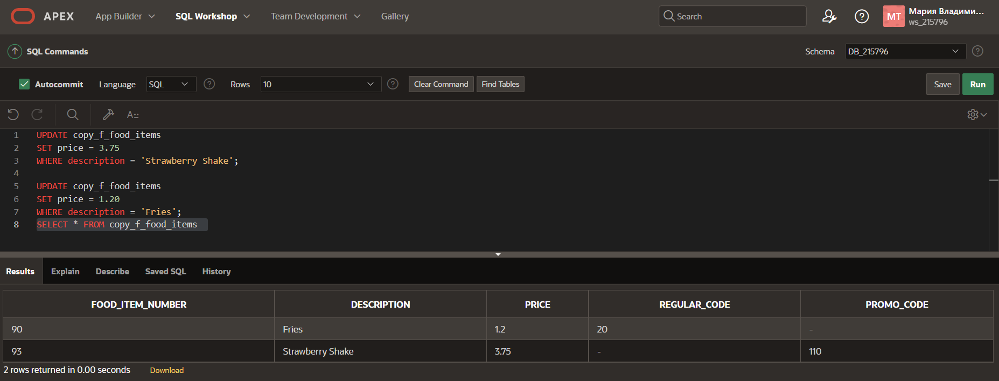 APEX App Builder SQL Workshop Team Development Gallery Search MT Мария Владими...
ws_215796
SQL Commands Schema DB_215796
Autocommit Language SQL Rows 10 Clear Command Find Tables Save Run
1 UPDATE copy_f_food_items
2 SET price = 3.75
3 WHERE description = 'Strawberry Shake';
4
5 UPDATE copy_f_food_items
6 SET price = 1.20
7 WHERE description = 'Fries';
8 SELECT * FROM copy_f_food_items
Results Explain Describe Saved SQL History
FOOD_ITEM_NUMBER DESCRIPTION PRICE REGULAR_CODE PROMO_CODE
90 Fries 1.2 20 -
93 Strawberry Shake 3.75 - 110
2 rows returned in 0.00 seconds Download